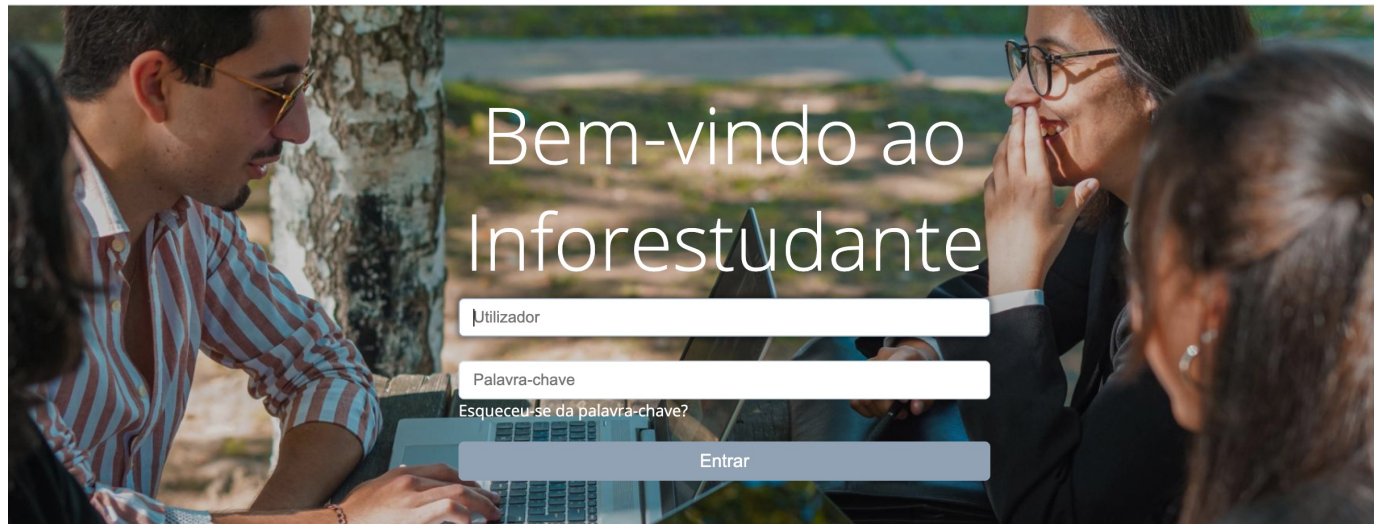 Bem-vindo ao
Inforestudante
Utilizador
Palavra-chave
Esqueceu-se da palavra-chave?
Entrar